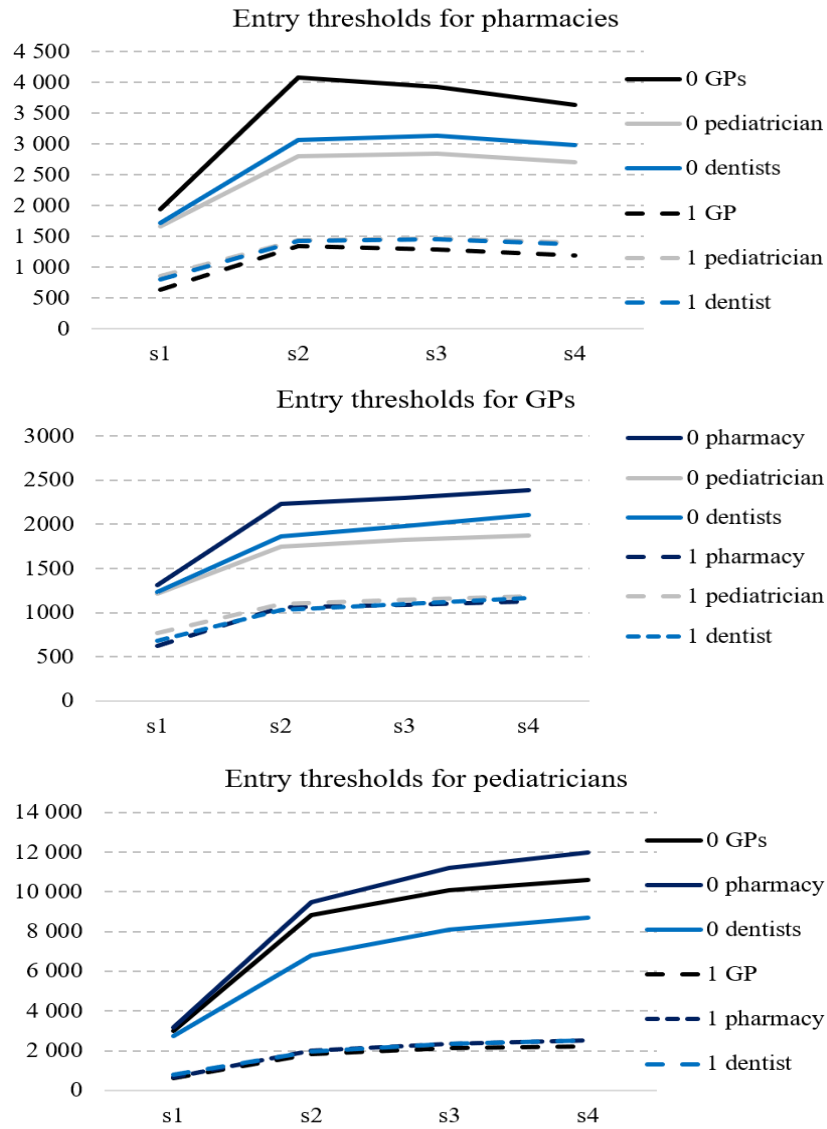 Entry thresholds for pharmacies
4 500
4 000
3 500
3 000
2 500
2 000
1 500
1 000
500
0
s1 s2 s3 s4
0 GPs
0 pediatrician
0 dentists
1 GP
1 pediatrician
1 dentist
Entry thresholds for GPs
3000
2500
2000
1500
1000
500
0
s1 s2 s3 s4
0 pharmacy
0 pediatrician
0 dentists
1 pharmacy
1 pediatrician
1 dentist
Entry thresholds for pediatricians
14 000
12 000
10 000
8 000
6 000
4 000
2 000
0
s1 s2 s3 s4
0 GPs
0 pharmacy
0 dentists
1 GP
1 pharmacy
1 dentist